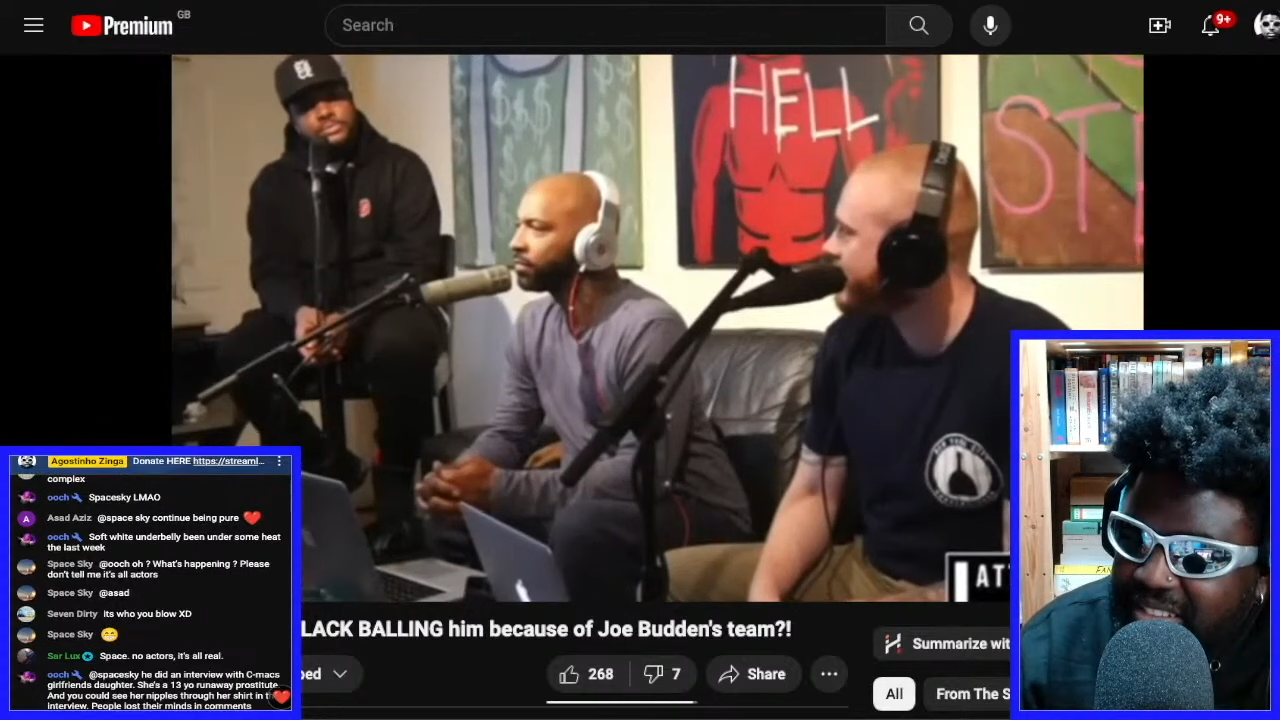 Premium GB
Search
9+
HELL
ST
beats
AT
LACK BALLING him because of Joe Budden's team?!
268
7
Share
Summarize wit
All
From The S
Agostinho Zinga Donate HERE https://streaml...
complex
ooch Spacesky LMAO
A Asad Aziz @space sky continue being pure
ooch Soft white underbelly been under some heat
the last week
Space Sky @ooch oh ? What's happening ? Please
don't tell me it's all actors
Space Sky @asad
Seven Dirty its who you blow XD
Space Sky
Sar Lux Space. no actors, it's all real.
ooch @spacesky he did an interview with C-macs
girlfriends daughter. She's a 13 yo runaway prostitute.
And you could see her nipples through her shirt in the
interview. People lost their minds in comments